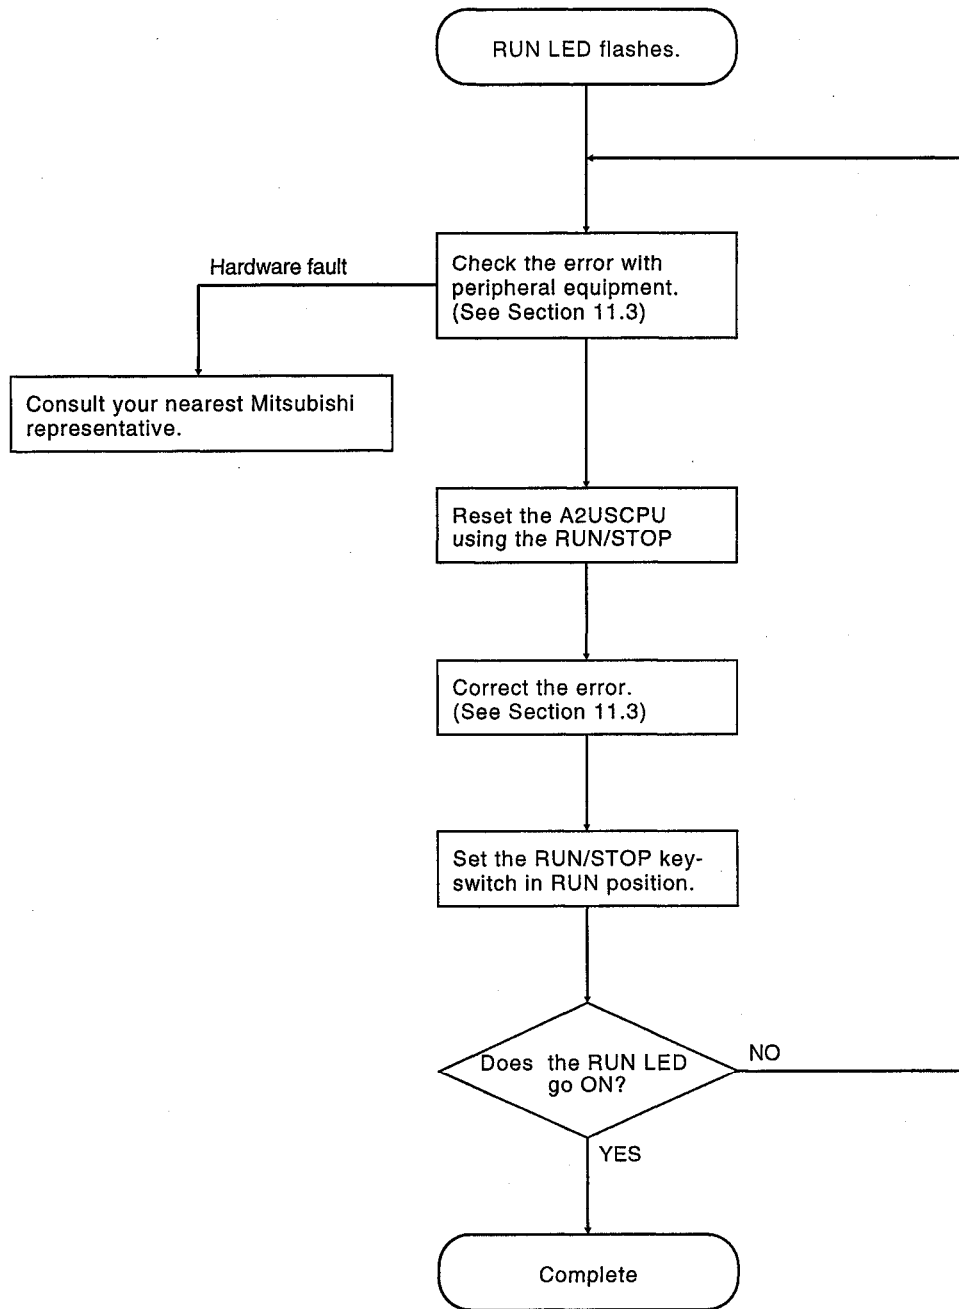 RUN LED flashes.
Hardware fault
Check the error with
peripheral equipment.
(See Section 11.3)
Consult your nearest Mitsubishi
representative.
Reset the A2USCPU
using the RUN/STOP
Correct the error.
(See Section 11.3)
Set the RUN/STOP key-
switch in RUN position.
Does the RUN LED
go ON?
NO
YES
Complete